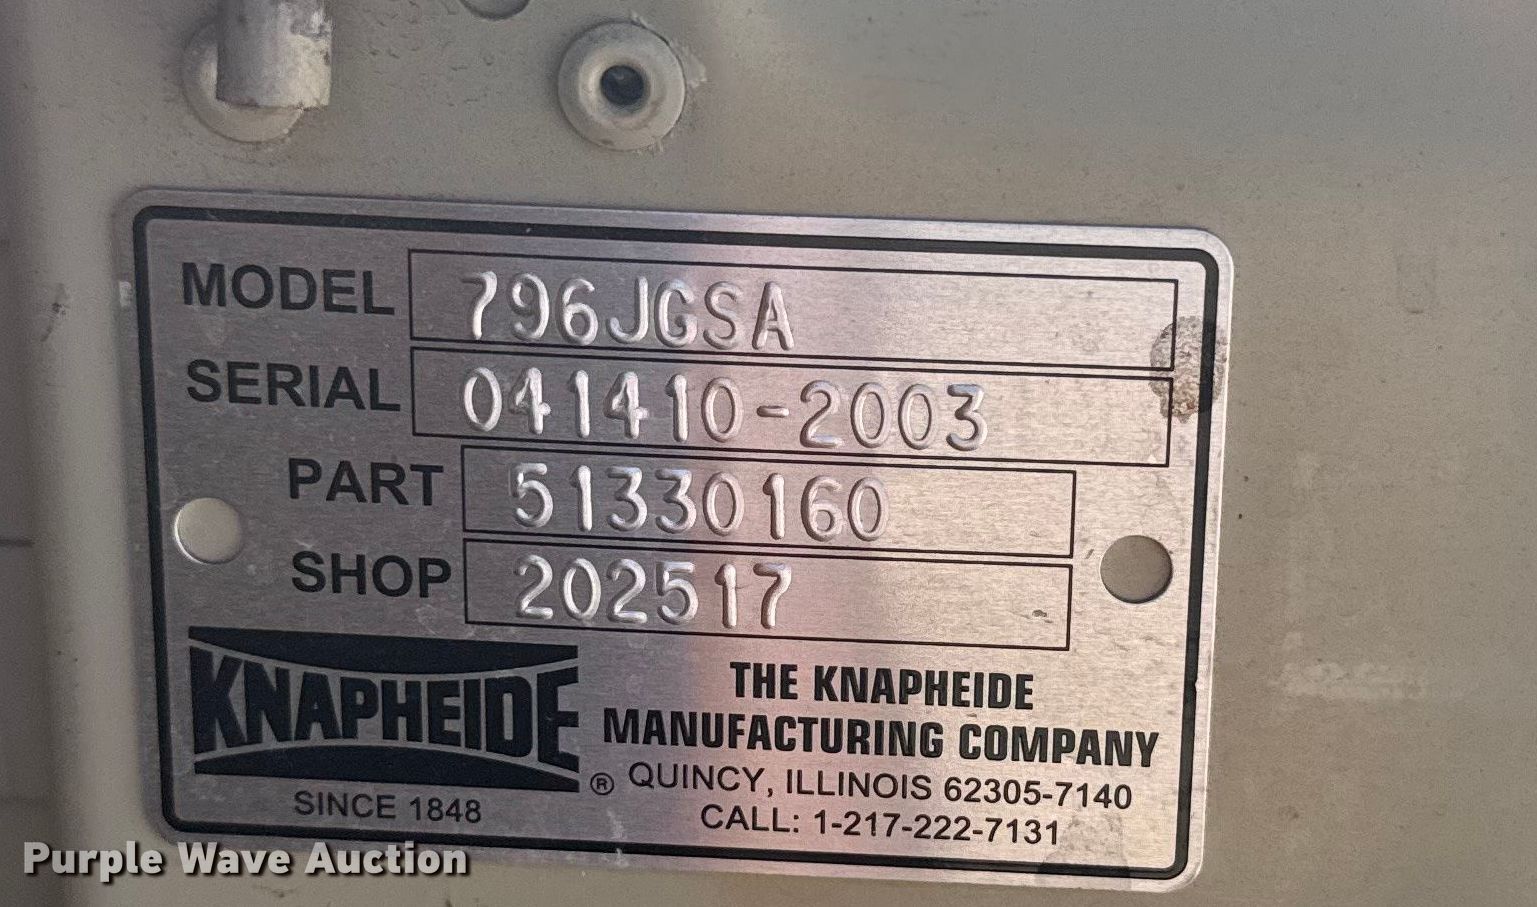 MODEL 796JGSA
SERIAL 041410-2003
PART 51330160
SHOP 202517
KNAPHEIDE ®
SINCE 1848
THE KNAPHEIDE
MANUFACTURING COMPANY
QUINCY, ILLINOIS 62305-7140
CALL: 1-217-222-7131
Purple Wave Auction